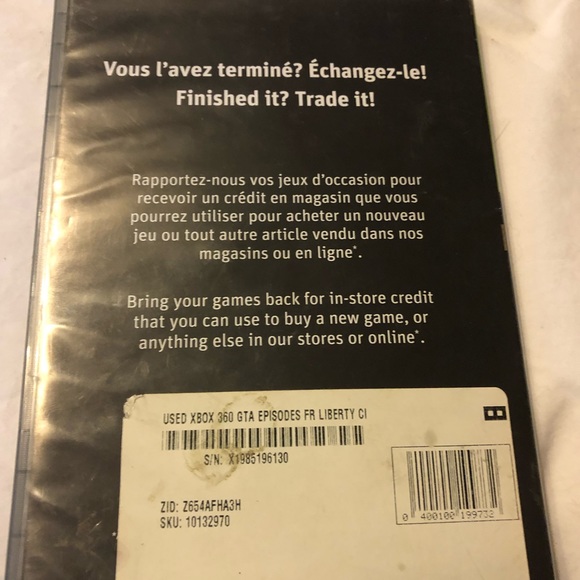 Vous l'avez terminé? Échangez-le!
Finished it? Trade it!
Rapportez-nous vos jeux d'occasion pour
recevoir un crédit en magasin que vous
pourrez utiliser pour acheter un nouveau
jeu ou tout autre article vendu dans nos
magasins ou en ligne*.
Bring your games back for in-store credit
that you can use to buy a new game, or
anything else in our stores or online*.
USED XBOX 360 GTA EPISODES FR LIBERTY CI
S/N: X1985196130
ZID: Z654AFHA3H
SKU: 10132970
0 400100 199732